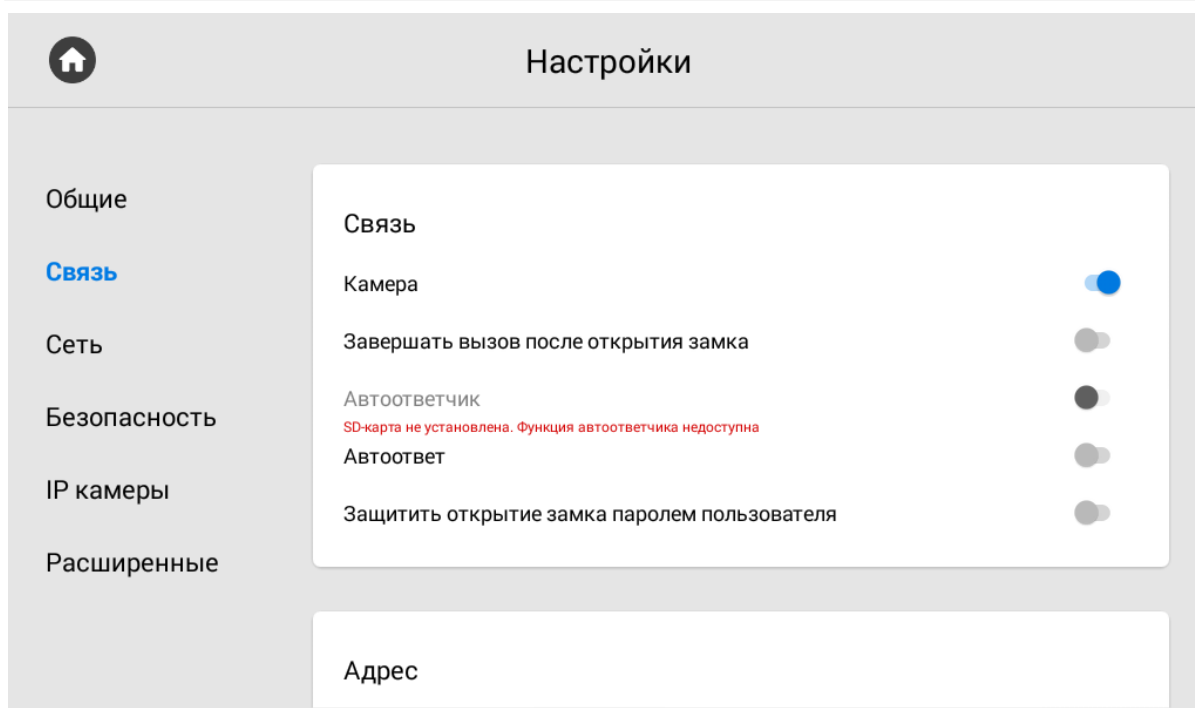 Настройки
Общие
Связь
Сеть
Безопасность
IP камеры
Расширенные
Связь
Камера
Завершать вызов после открытия замка
Автоответчик
SD-карта не установлена. Функция автоответчика недоступна
Автоответ
Защитить открытие замка паролем пользователя
Адрес